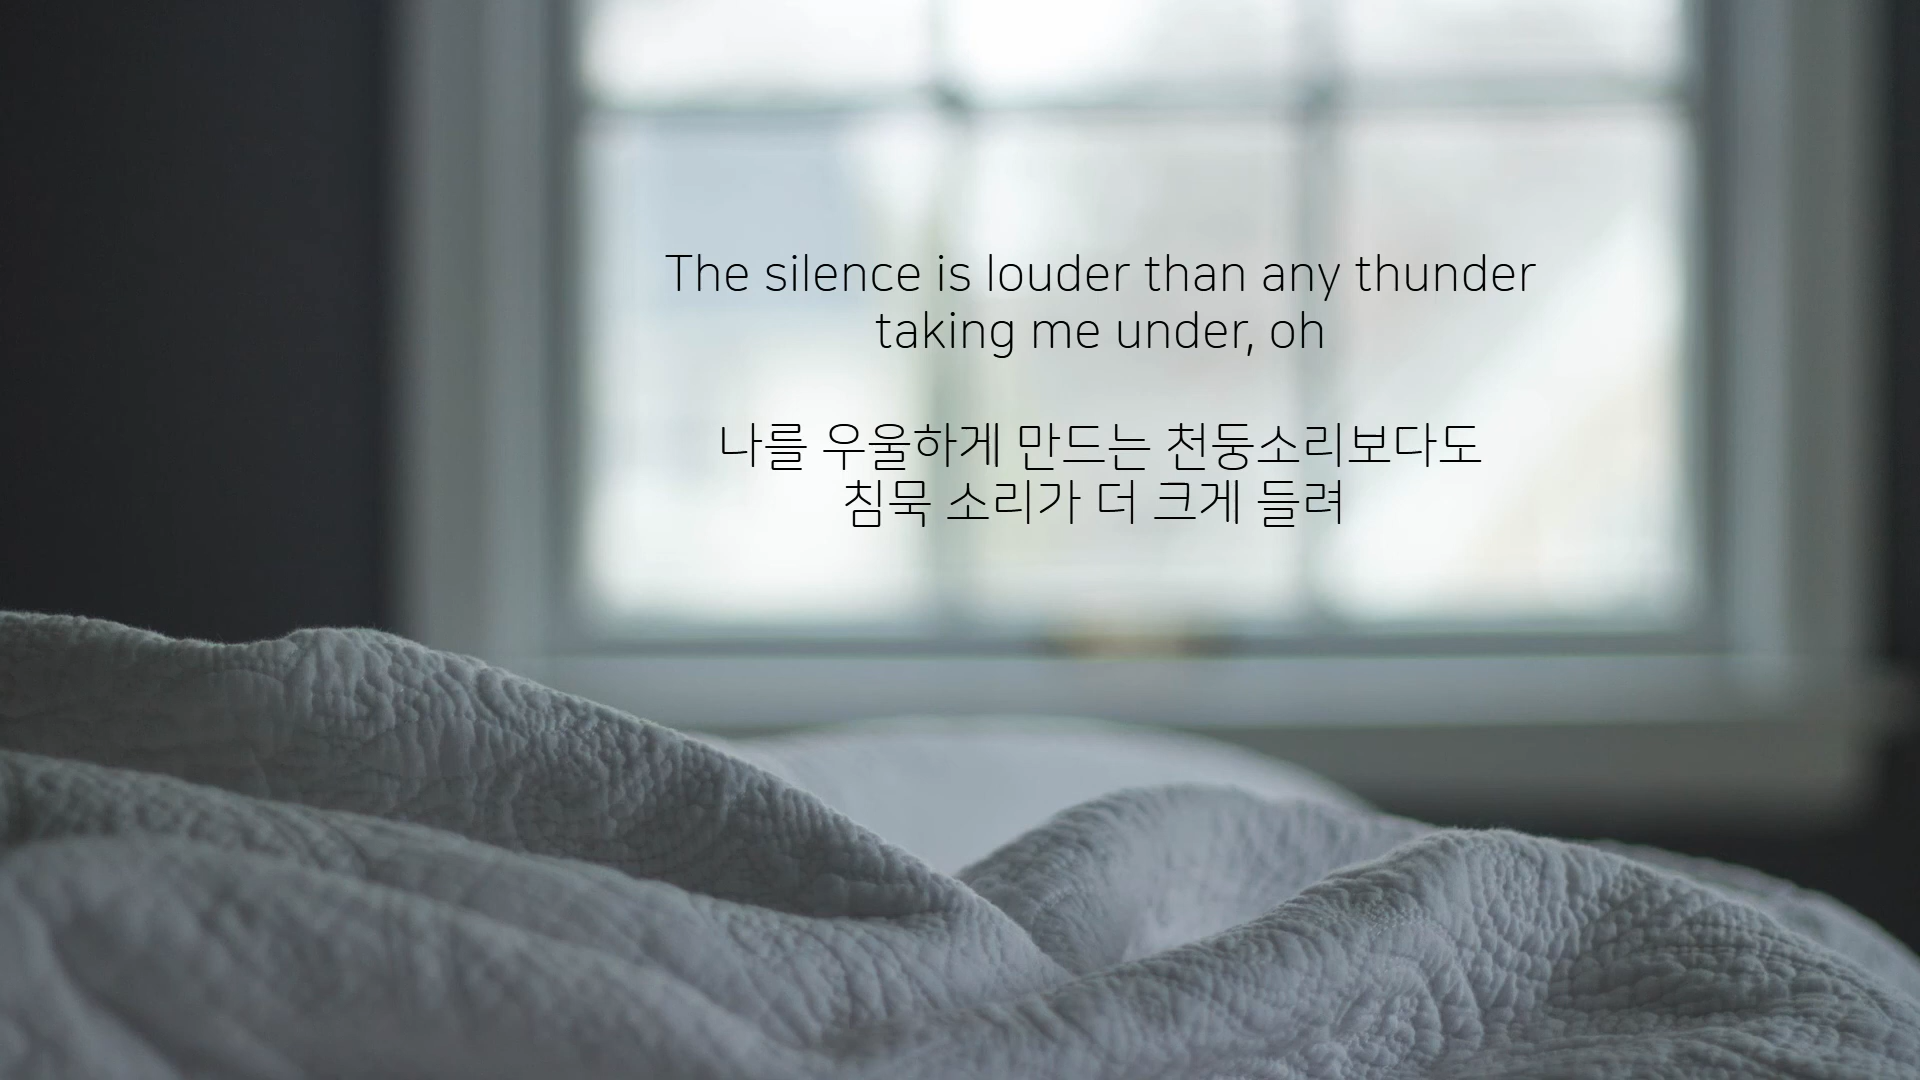 The silence is louder than any thunder
taking me under, oh
나를 우울하게 만드는 천둥소리보다도
침묵 소리가 더 크게 들려